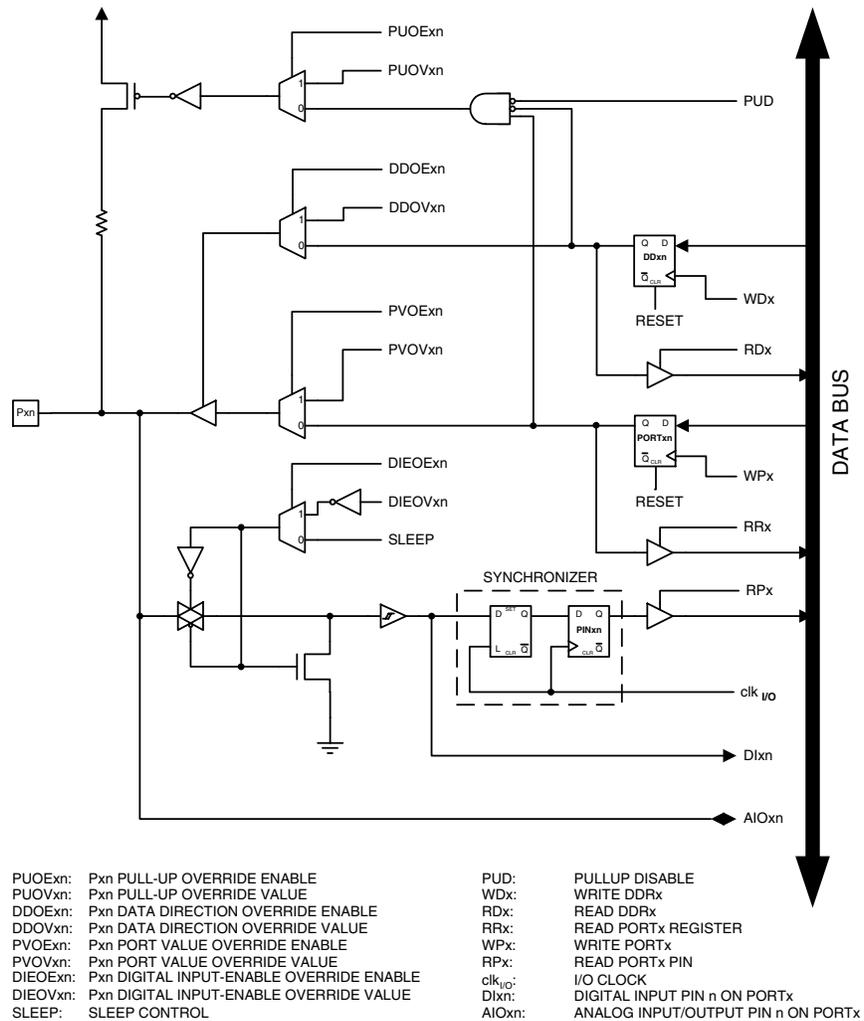 PUOExn
PUOVxn
1
0
PUD
DDOExn
DDOVxn
1
0
Q D
DDxn
Q CLR
WDx
RESET
RDx
PVOExn
PVOVxn
1
0
Pxn
Q D
PORTxn
Q CLR
WPx
RESET
RRx
DATA BUS
DIEOExn
DIEOVxn
1
0
SLEEP
SYNCHRONIZER
RPx
D SET Q
L CLR Q
D Q
PINxn
CLR Q
clk I/O
DIxn
AIOxn
PUOExn: Pxn PULL-UP OVERRIDE ENABLE
PUOVxn: Pxn PULL-UP OVERRIDE VALUE
DDOExn: Pxn DATA DIRECTION OVERRIDE ENABLE
DDOVxn: Pxn DATA DIRECTION OVERRIDE VALUE
PVOExn: Pxn PORT VALUE OVERRIDE ENABLE
PVOVxn: Pxn PORT VALUE OVERRIDE VALUE
DIEOExn: Pxn DIGITAL INPUT-ENABLE OVERRIDE ENABLE
DIEOVxn: Pxn DIGITAL INPUT-ENABLE OVERRIDE VALUE
SLEEP: SLEEP CONTROL
PUD: PULLUP DISABLE
WDx: WRITE DDRx
RDx: READ DDRx
RRx: READ PORTx REGISTER
WPx: WRITE PORTx
RPx: READ PORTx PIN
clkI/O: I/O CLOCK
DIxn: DIGITAL INPUT PIN n ON PORTx
AIOxn: ANALOG INPUT/OUTPUT PIN n ON PORTx